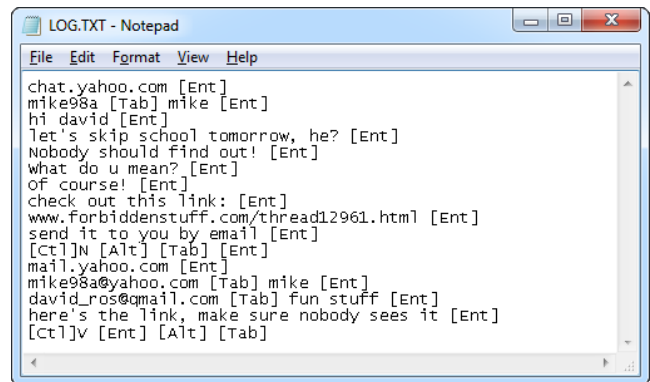 LOG.TXT - Notepad
File Edit Format View Help
chat.yahoo.com [Ent]
mike98a [Tab] mike [Ent]
hi david [Ent]
let's skip school tomorrow, he? [Ent]
Nobody should find out! [Ent]
what do u mean? [Ent]
Of course! [Ent]
check out this link: [Ent]
www.forbiddenstuff.com/thread12961.html [Ent]
send it to you by email [Ent]
[Ctl]N [Alt] [Tab] [Ent]
mail.yahoo.com [Ent]
mike98a@yahoo.com [Tab] mike [Ent]
david_ros@qmail.com [Tab] fun stuff [Ent]
here's the link, make sure nobody sees it [Ent]
[Ctl]V [Ent] [Alt] [Tab]